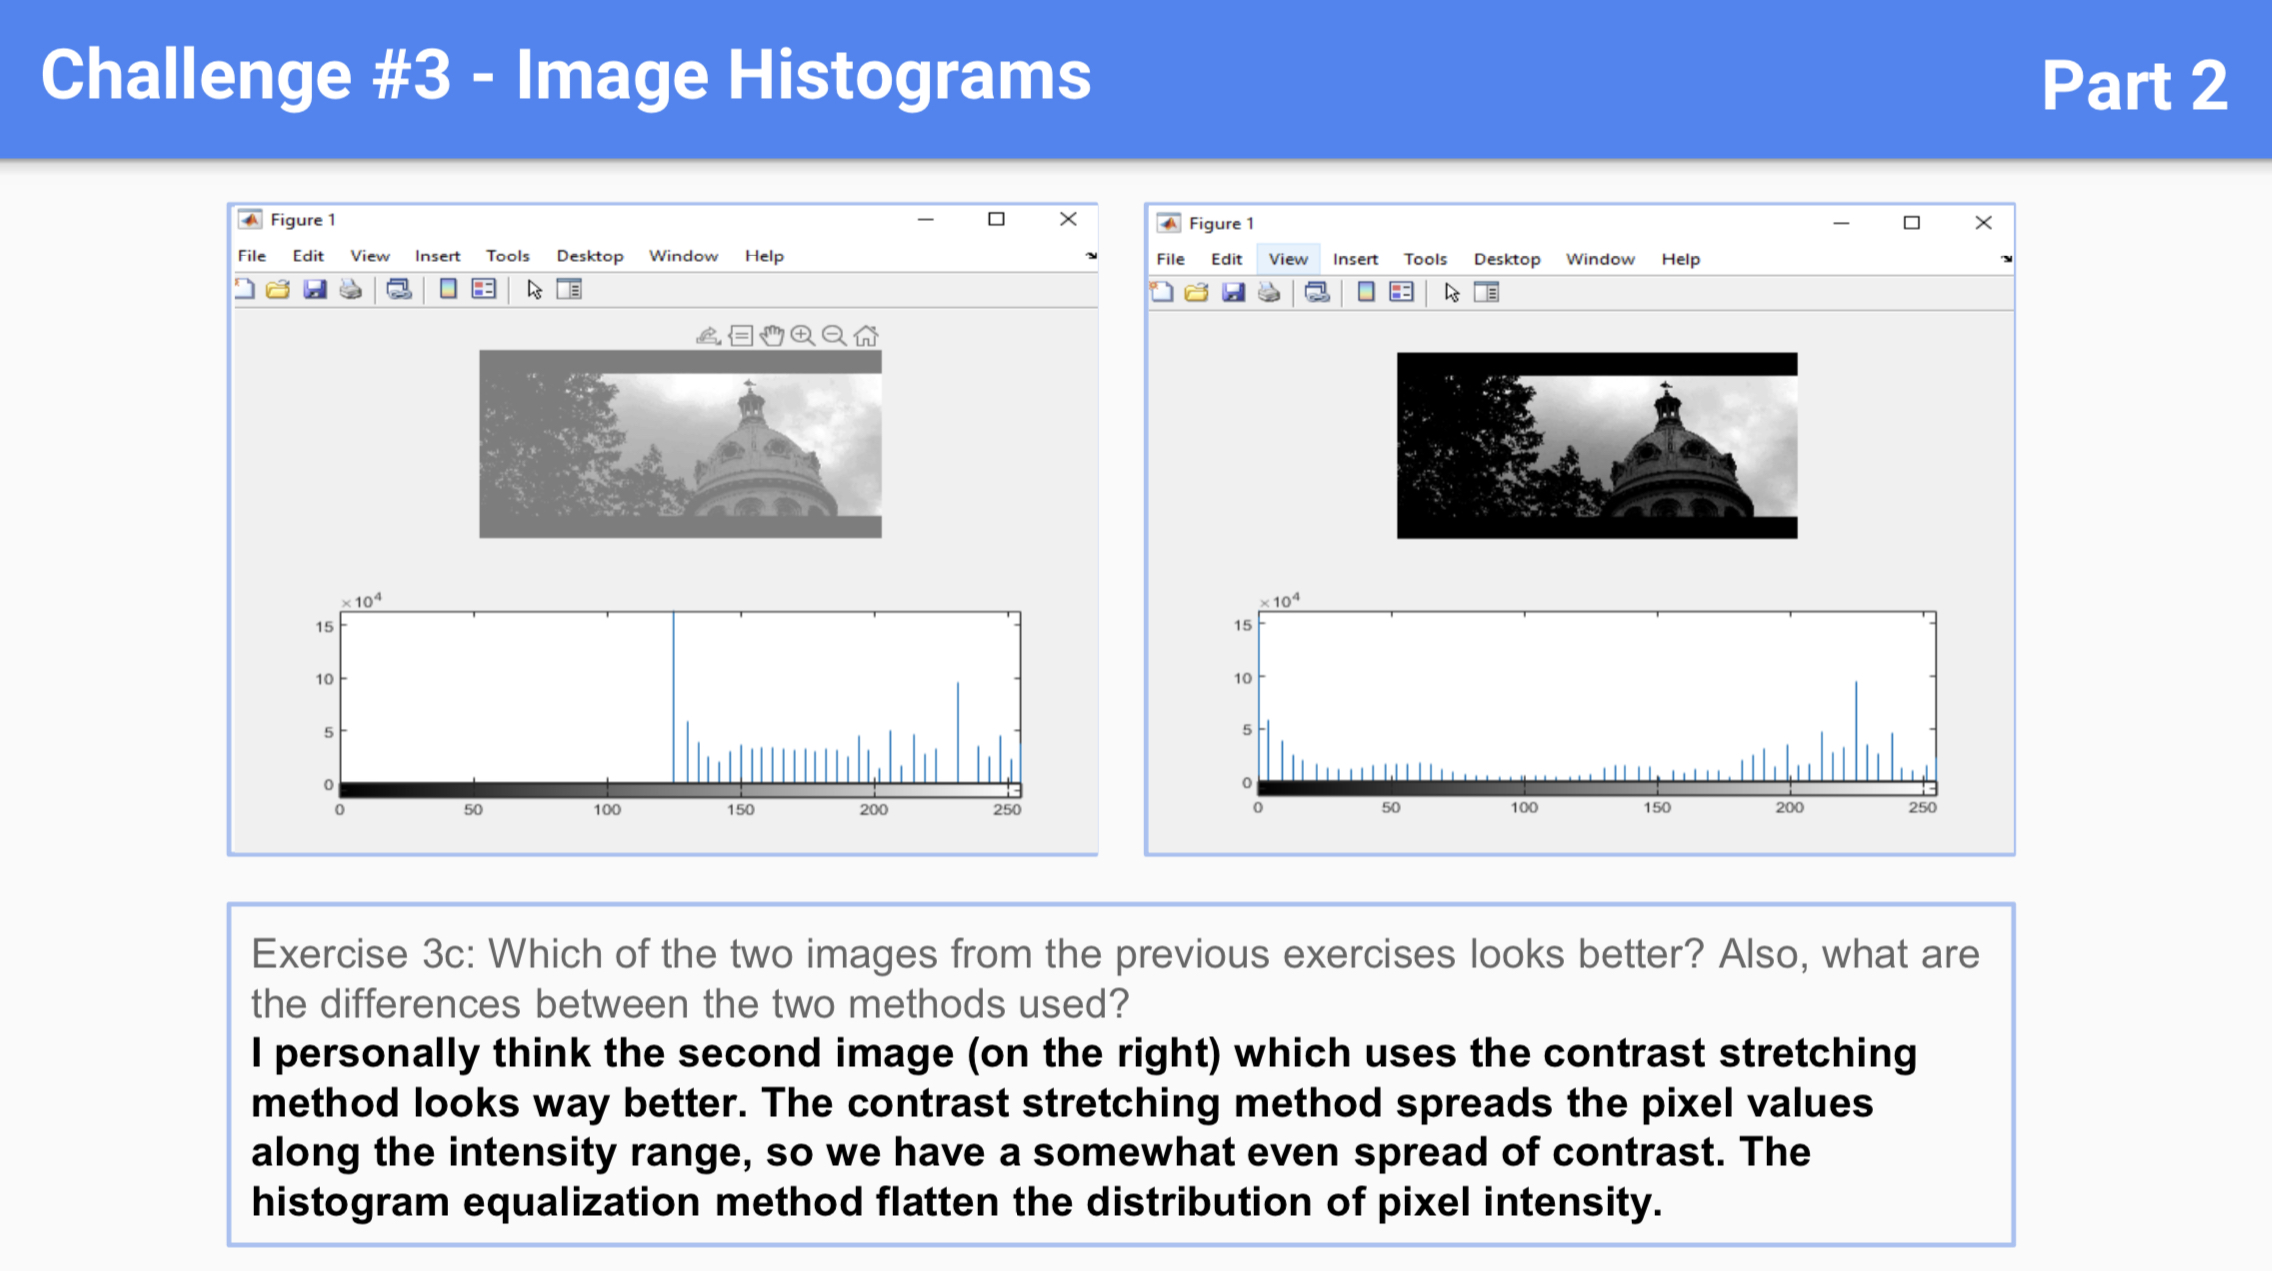 Challenge #3 - Image Histograms
Part 2
Figure 1
File Edit View Insert Tools Desktop Window Help
×10⁴
15
10
5
0
0 50 100 150 200 250
Figure 1
File Edit View Insert Tools Desktop Window Help
×10⁴
15
10
5
0
0 50 100 150 200 250
Exercise 3c: Which of the two images from the previous exercises looks better? Also, what are
the differences between the two methods used?
I personally think the second image (on the right) which uses the contrast stretching
method looks way better. The contrast stretching method spreads the pixel values
along the intensity range, so we have a somewhat even spread of contrast. The
histogram equalization method flatten the distribution of pixel intensity.